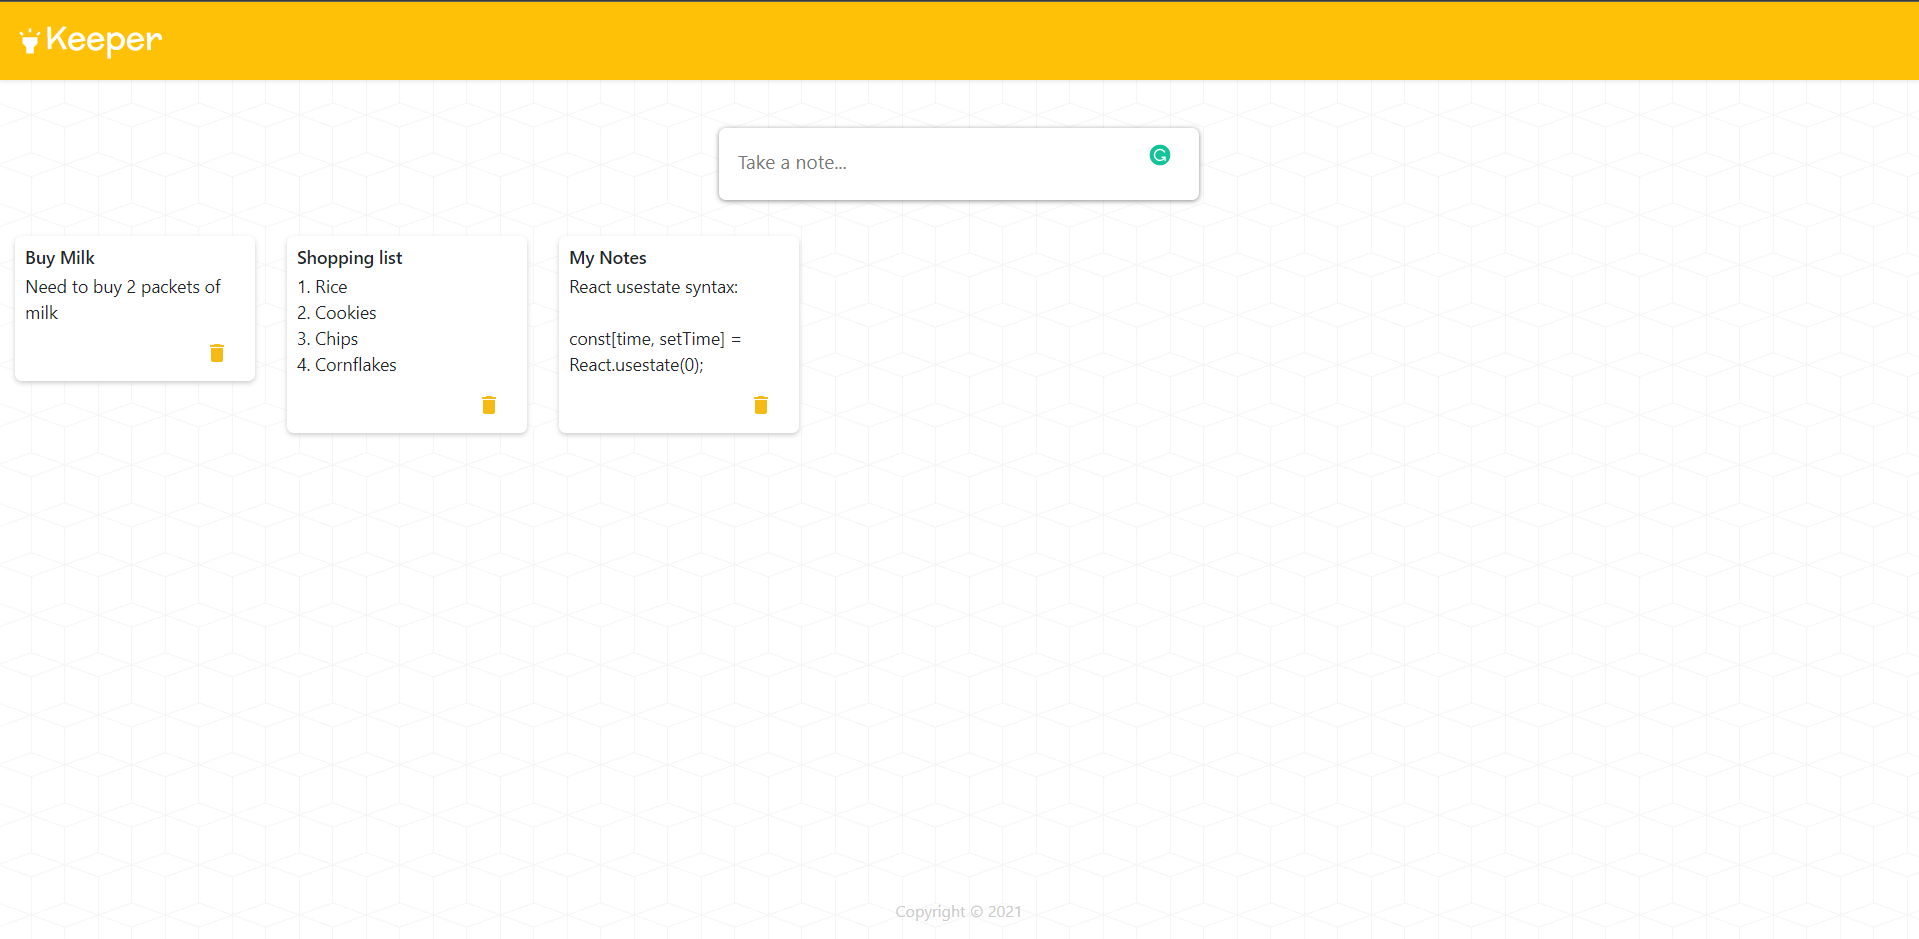 Keeper
Take a note...
Buy Milk
Need to buy 2 packets of
milk
Shopping list
1. Rice
2. Cookies
3. Chips
4. Cornflakes
My Notes
React usestate syntax:
const[time, setTime] =
React.usestate(0);
Copyright © 2021